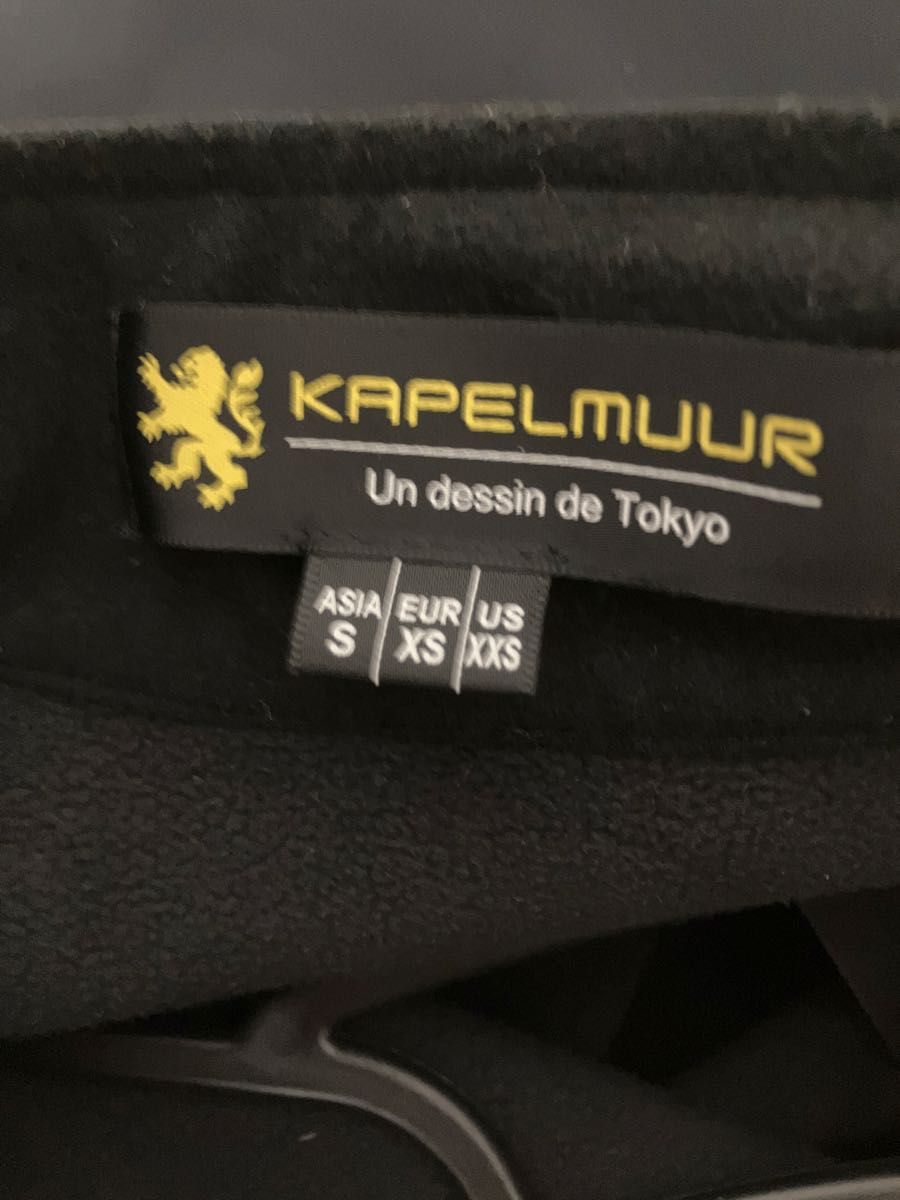 KAPELMUUR
Un dessin de Tokyo
ASIA EUR US
S XS XXS